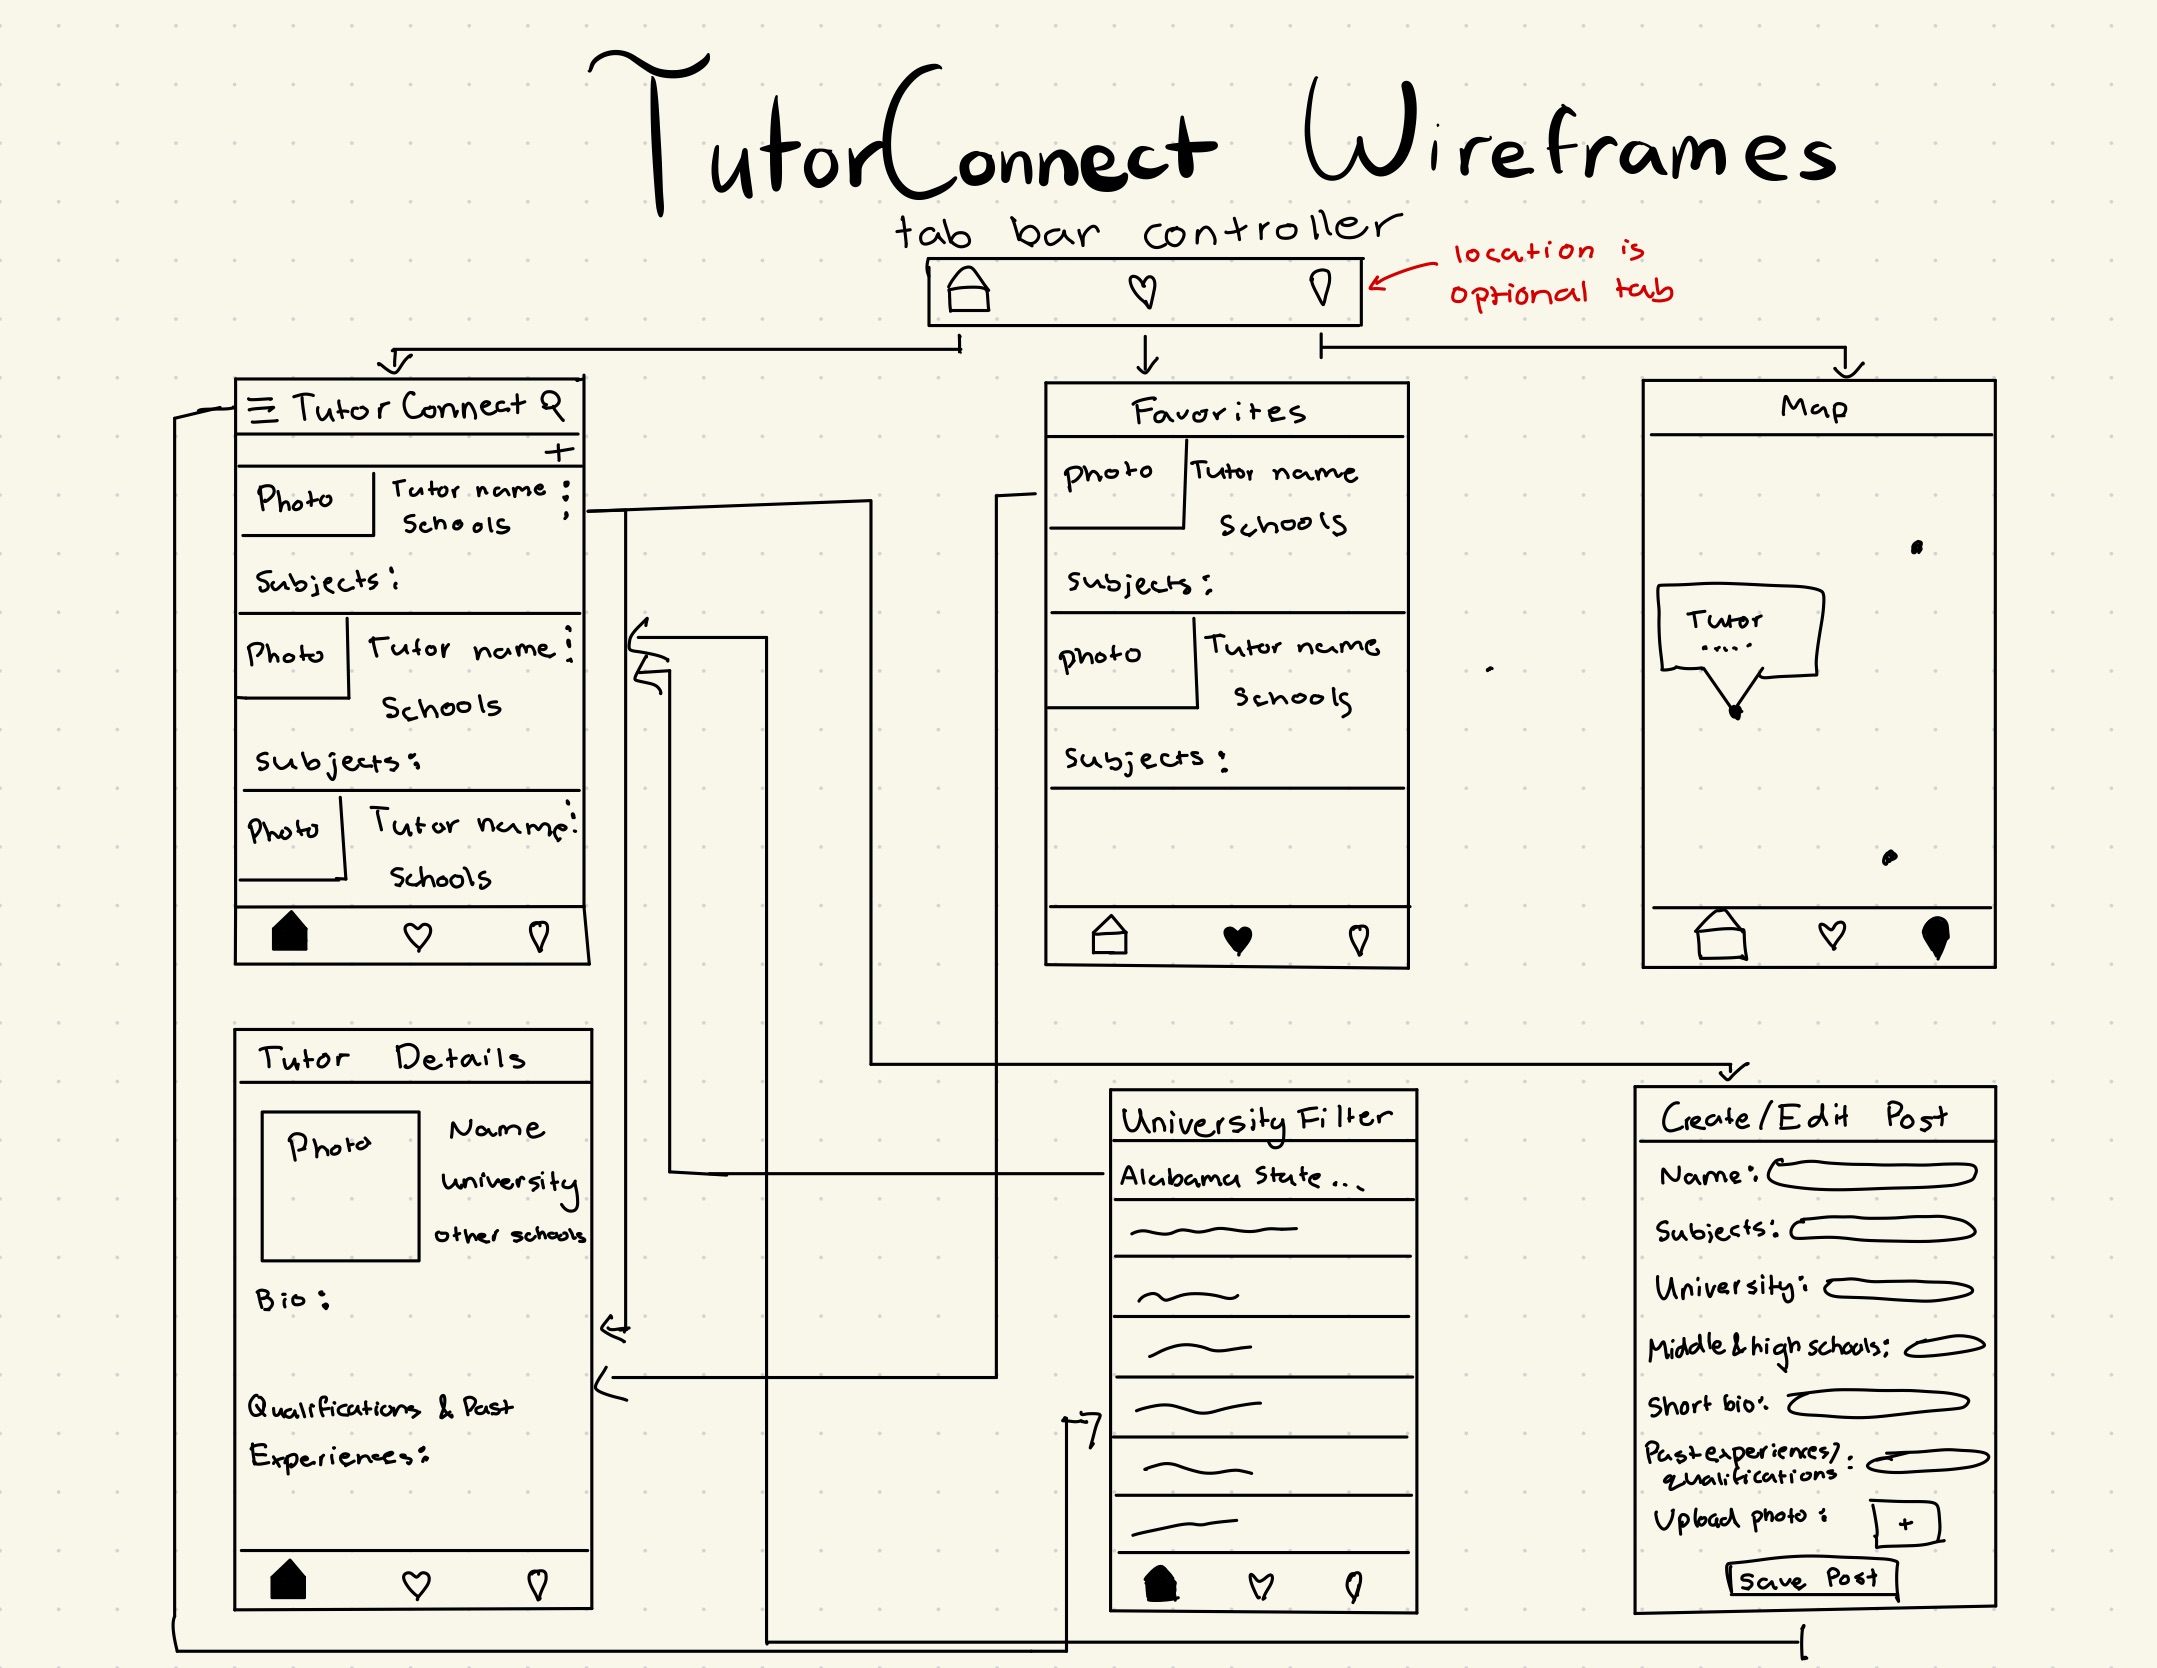 TutorConnect Wireframes
tab bar controller
location is
optional tab
TutorConnect
+
Photo
Tutor name
Schools
Subjects:
Photo
Tutor name
Schools
Subjects:
Photo
Tutor name
Schools
Favorites
photo
Tutor name
Schools
Subjects:
photo
Tutor name
Schools
Subjects:
Map
Tutor
....
Tutor Details
Photo
Name
University
other schools
Bio:
Qualifications & Past
Experiences:
University Filter
Alabama State...
Create/Edit Post
Name:
Subjects:
University:
Middle & high schools:
Short bio:
Past experiences/
qualifications:
Upload photo:
+
Save Post